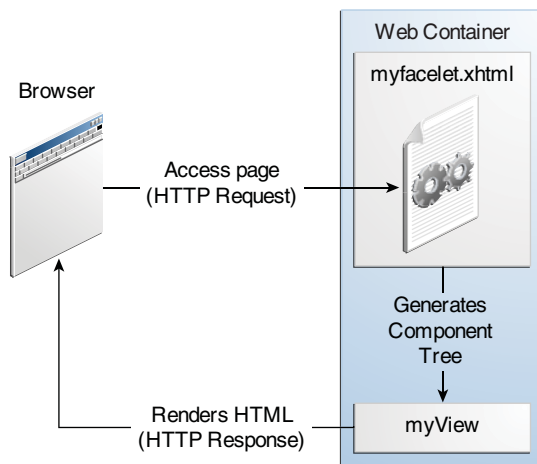 Web Container
myfacelet.xhtml
Browser
Access page
(HTTP Request)
Generates
Component
Tree
Renders HTML
(HTTP Response)
myView